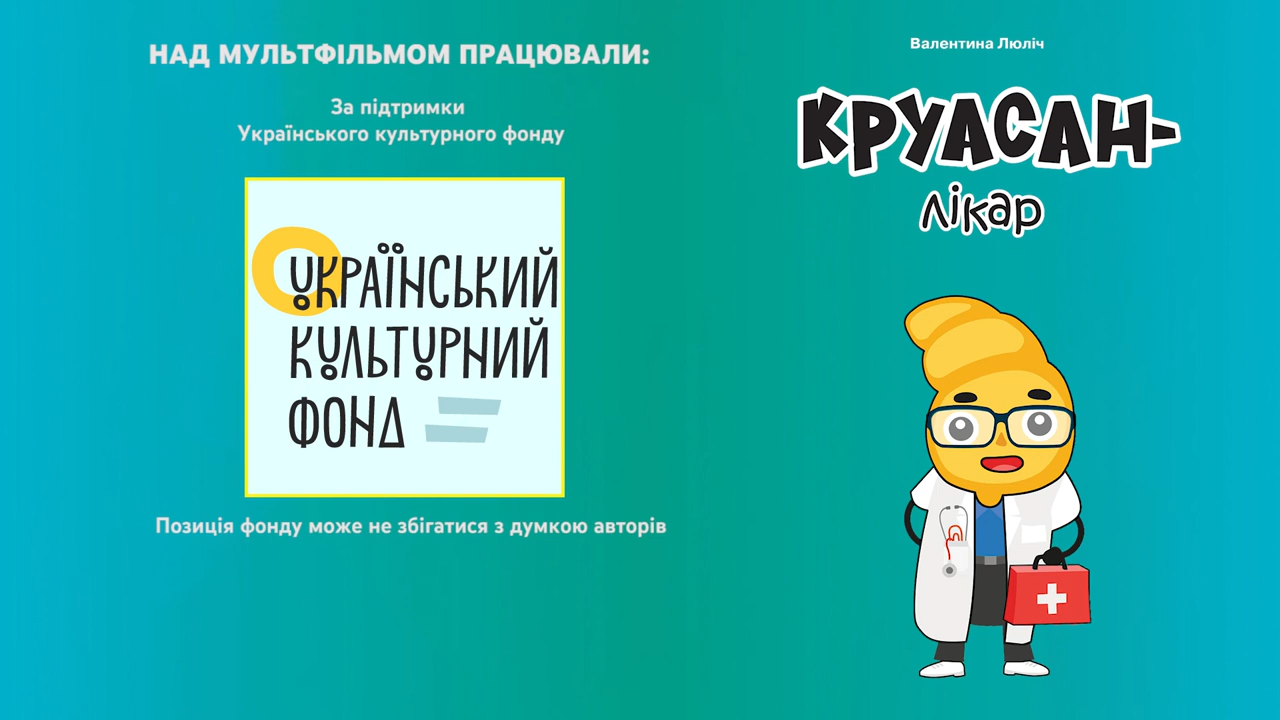 НАД МУЛЬТФІЛЬМОМ ПРАЦЮВАЛИ:
За підтримки
Українського культурного фонду
УКРАЇНСЬКИЙ
КУЛЬТУРНИЙ
ФОНД
Позиція фонду може не збігатися з думкою авторів
Валентина Люліч
КРУАСАН-
лікар